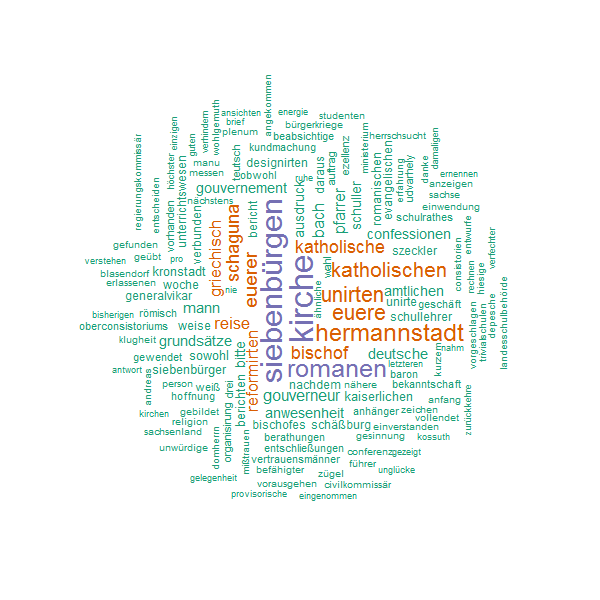 siebenbürgen
kirche
romanen
hermannstadt
katholischen
unirten
euere
katholische
bischof
schaguna
euerer
griechisch
reise
reformirten
gouverneur
gouvernement
grundsätze
deutsche
confessionen
amtlichen
kaiserlichen
anwesenheit
mann
bach
pfarrer
schuller
ausdruck
daraus
bitte
berichten
siebenbürger
generalvikar
kronstadt
woche
weise
sowohl
designirten
romanischen
evangelischen
szeckler
unirte
geschäft
schullehrer
schulrathes
nachdem
nähere
baron
letzteren
bekanntschaft
anhänger
zeichen
anfang
vollendet
bischofes
schäßburg
einverstanden
berathungen
gesinnung
kossuth
entschließungen
conferenz
gezeigt
vertrauensmänner
führer
unglücke
befähigter
zügel
vorausgehen
civilkommissär
provisorische
eingenommen
gelegenheit
mißtrauen
domherrn
organisirung
drei
unwürdige
sachsenland
religion
kirchen
gebildet
hoffnung
weiß
person
andreas
antwort
gewendet
klugheit
oberconsistoriums
römisch
bisherigen
erlassenen
blasendorf
verstehen
geübt
pro
gefunden
nie
bericht
verbunden
vorhanden
unterrichtswesen
entscheiden
regierungskommissär
höchster
einzigen
guten
verhindern
wohlgemuth
manu
messen
nächstens
obwohl
teutsch
kundmachung
plenum
brief
ansichten
angekommen
energie
bürgerkriege
studenten
beabsichtige
ruhe
auftrag
ezellenz
ministerium
herrschsucht
damaligen
danke
erfahrung
udvarhely
ernennen
anzeigen
sachse
einwendung
wahl
ähnliche
consistorien
entwurfe
rechnen
hiesige
verfechter
depesche
landesschulbehörde
trivialschulen
vorgeschlagen
nahm
kurzem
zurückkehre